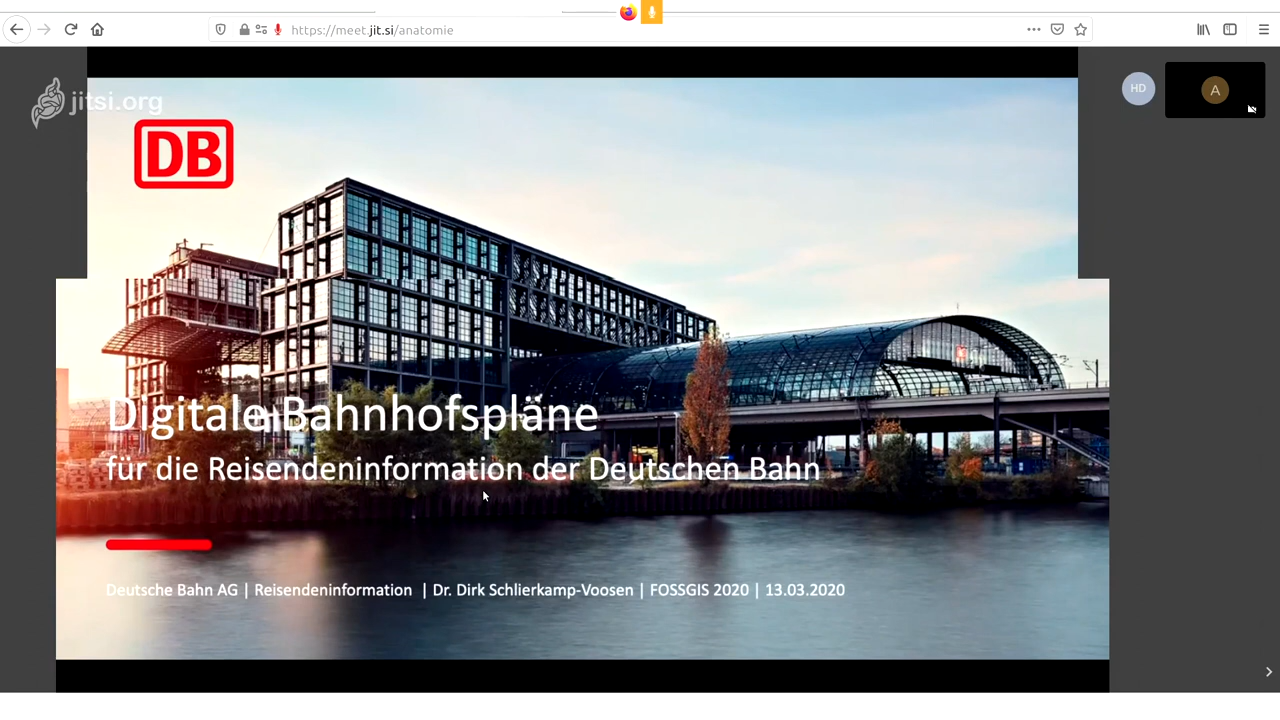 https://meet.jit.si/anatomie
jitsi.org
HD
A
DB
Digitale Bahnhofspläne
für die Reisendeninformation der Deutschen Bahn
Deutsche Bahn AG | Reisendeninformation | Dr. Dirk Schlierkamp-Voosen | FOSSGIS 2020 | 13.03.2020